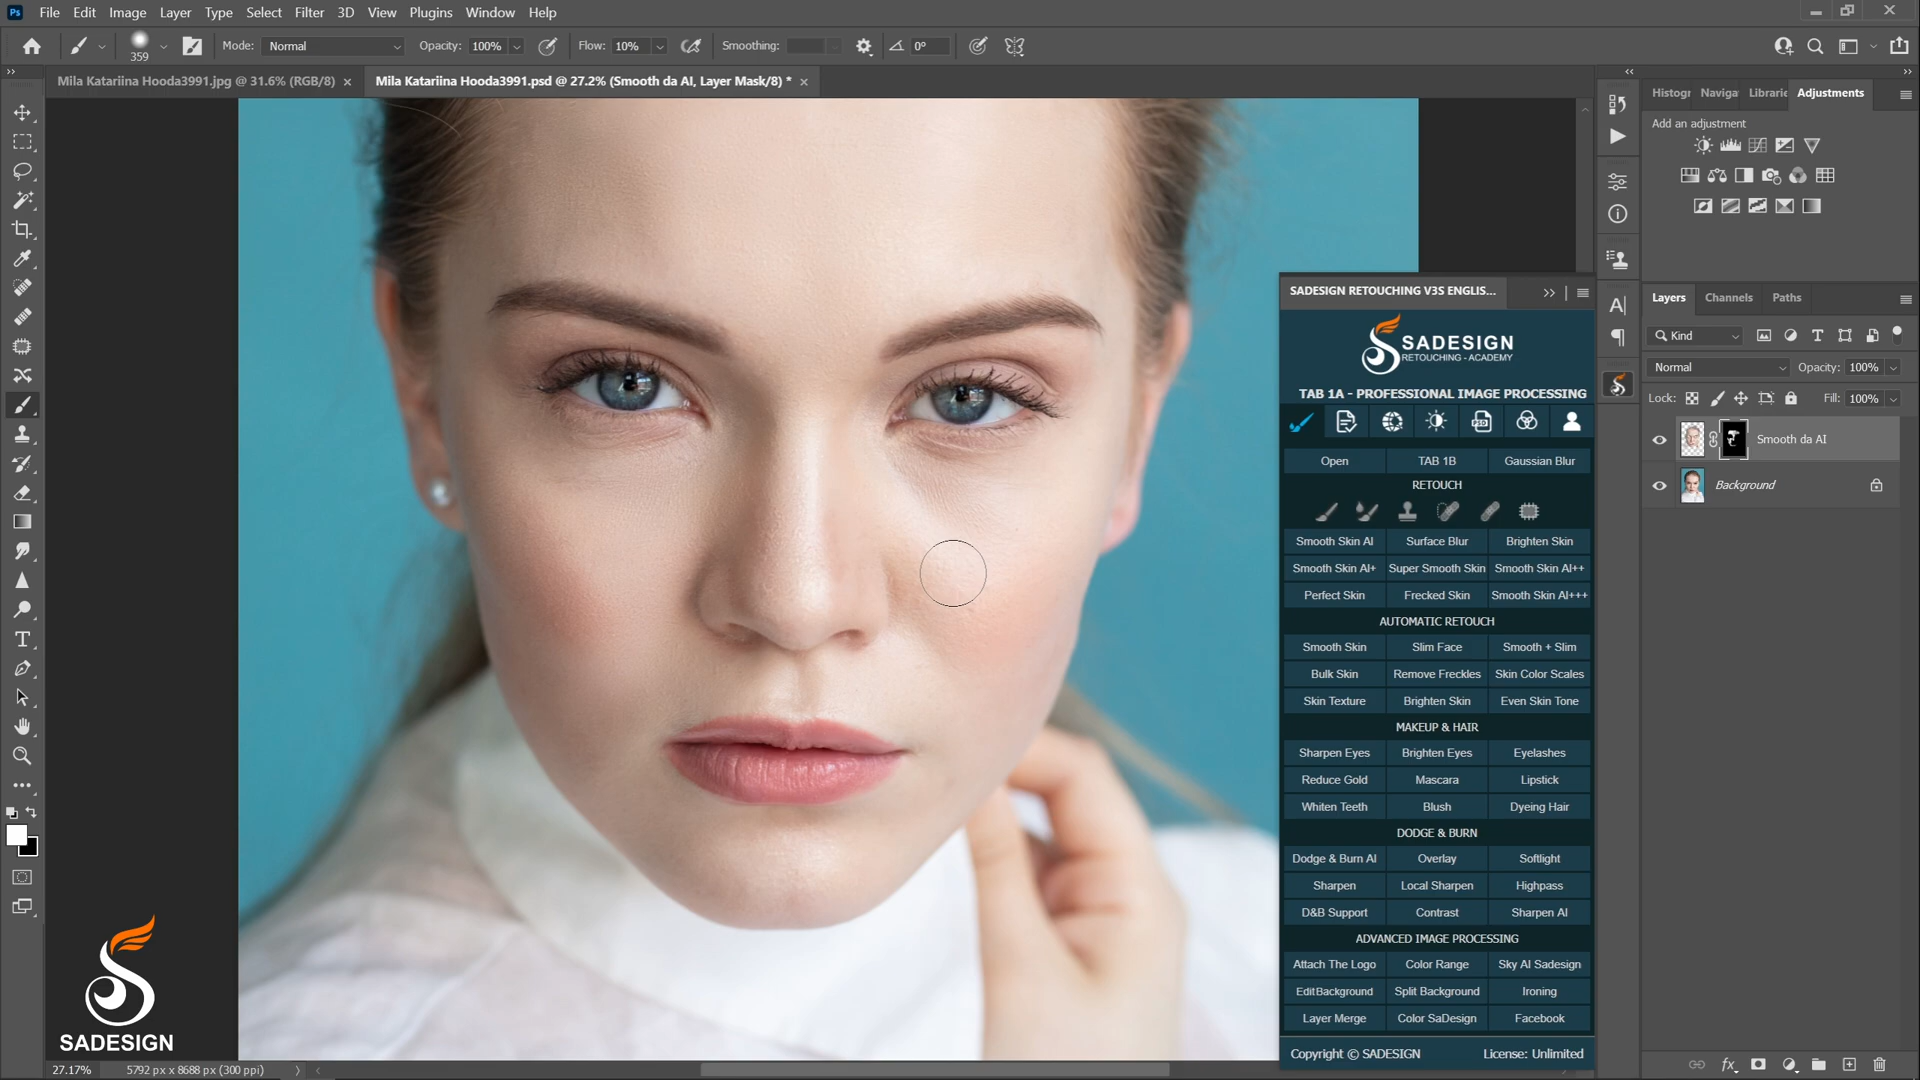 Ps File Edit Image Layer Type Select Filter 3D View Plugins Window Help
359 Mode: Normal Opacity: 100% Flow: 10% Smoothing: 0°
Mila Katariina Hooda3991.jpg @ 31.6% (RGB/8) × Mila Katariina Hooda3991.psd @ 27.2% (Smooth da AI, Layer Mask/8) * ×
Histogr Naviga Librarie Adjustments
Add an adjustment
SADESIGN RETOUCHING V3S ENGLIS...
SADESIGN
RETOUCHING - ACADEMY
TAB 1A - PROFESSIONAL IMAGE PROCESSING
PSD
Open TAB 1B Gaussian Blur
RETOUCH
Smooth Skin AI Surface Blur Brighten Skin
Smooth Skin AI+ Super Smooth Skin Smooth Skin AI++
Perfect Skin Frecked Skin Smooth Skin AI+++
AUTOMATIC RETOUCH
Smooth Skin Slim Face Smooth + Slim
Bulk Skin Remove Freckles Skin Color Scales
Skin Texture Brighten Skin Even Skin Tone
MAKEUP & HAIR
Sharpen Eyes Brighten Eyes Eyelashes
Reduce Gold Mascara Lipstick
Whiten Teeth Blush Dyeing Hair
DODGE & BURN
Dodge & Burn AI Overlay Softlight
Sharpen Local Sharpen Highpass
D&B Support Contrast Sharpen AI
ADVANCED IMAGE PROCESSING
Attach The Logo Color Range Sky AI Sadesign
EditBackground Split Background Ironing
Layer Merge Color SaDesign Facebook
Copyright © SADESIGN License: Unlimited
Layers Channels Paths
Kind
Normal Opacity: 100%
Lock: Fill: 100%
Smooth da AI
Background
fx
SADESIGN
27.17% 5792 px x 8688 px (300 ppi)